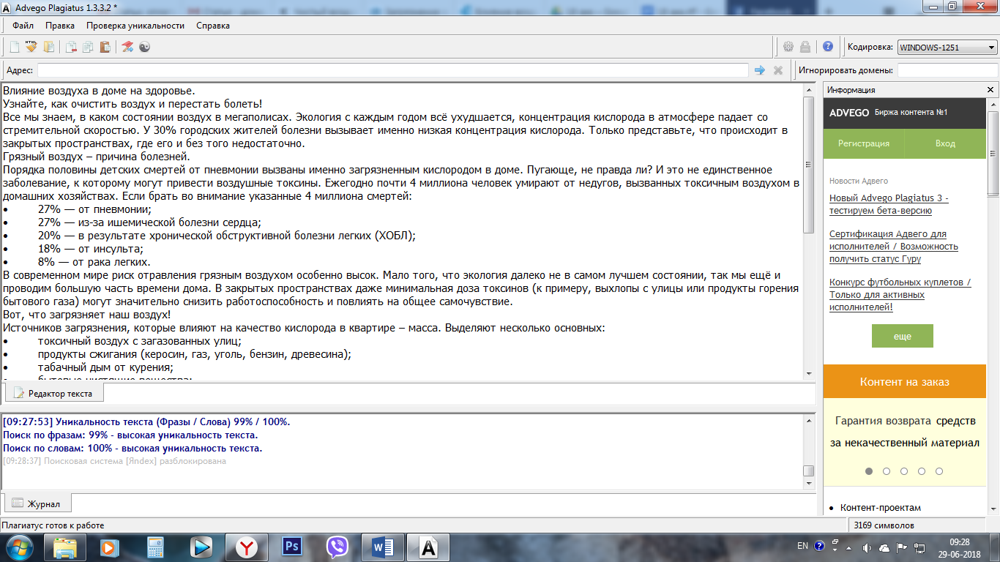 Advego Plagiatus 1.3.3.2 *
Файл Правка Проверка уникальности Справка
Кодировка: WINDOWS-1251
Адрес:
Игнорировать домены:
Влияние воздуха в доме на здоровье.
Узнайте, как очистить воздух и перестать болеть!
Все мы знаем, в каком состоянии воздух в мегаполисах. Экология с каждым годом всё ухудшается, концентрация кислорода в атмосфере падает со
стремительной скоростью. У 30% городских жителей болезни вызывает именно низкая концентрация кислорода. Только представьте, что происходит в
закрытых пространствах, где его и без того недостаточно.
Грязный воздух – причина болезней.
Порядка половины детских смертей от пневмонии вызваны именно загрязненным кислородом в доме. Пугающе, не правда ли? И это не единственное
заболевание, к которому могут привести воздушные токсины. Ежегодно почти 4 миллиона человек умирают от недугов, вызванных токсичным воздухом в
домашних хозяйствах. Если брать во внимание указанные 4 миллиона смертей:
• 27% — от пневмонии;
• 27% — из-за ишемической болезни сердца;
• 20% — в результате хронической обструктивной болезни легких (ХОБЛ);
• 18% — от инсульта;
• 8% — от рака легких.
В современном мире риск отравления грязным воздухом особенно высок. Мало того, что экология далеко не в самом лучшем состоянии, так мы ещё и
проводим большую часть времени дома. В закрытых пространствах даже минимальная доза токсинов (к примеру, выхлопы с улицы или продукты горения
бытового газа) могут значительно снизить работоспособность и повлиять на общее самочувствие.
Вот, что загрязняет наш воздух!
Источников загрязнения, которые влияют на качество кислорода в квартире – масса. Выделяют несколько основных:
• токсичный воздух с загазованных улиц;
• продукты сжигания (керосин, газ, уголь, бензин, древесина);
• табачный дым от курения;
• бытовые чистящие вещества;
Редактор текста
[09:27:53] Уникальность текста (Фразы / Слова) 99% / 100%.
Поиск по фразам: 99% - высокая уникальность текста.
Поиск по словам: 100% - высокая уникальность текста.
[09:28:37] Поисковая система [Яndex] разблокирована
Журнал
Информация
ADVEGO Биржа контента №1
Регистрация Вход
Новости Адвего
Новый Advego Plagiatus 3 -
тестируем бета-версию
Сертификация Адвего для
исполнителей / Возможность
получить статус Гуру
Конкурс футбольных куплетов /
Только для активных
исполнителей!
еще
Контент на заказ
Гарантия возврата средств
за некачественный материал
• Контент-проектам
Плагиатус готов к работе
3169 символов
EN
09:28
29-06-2018